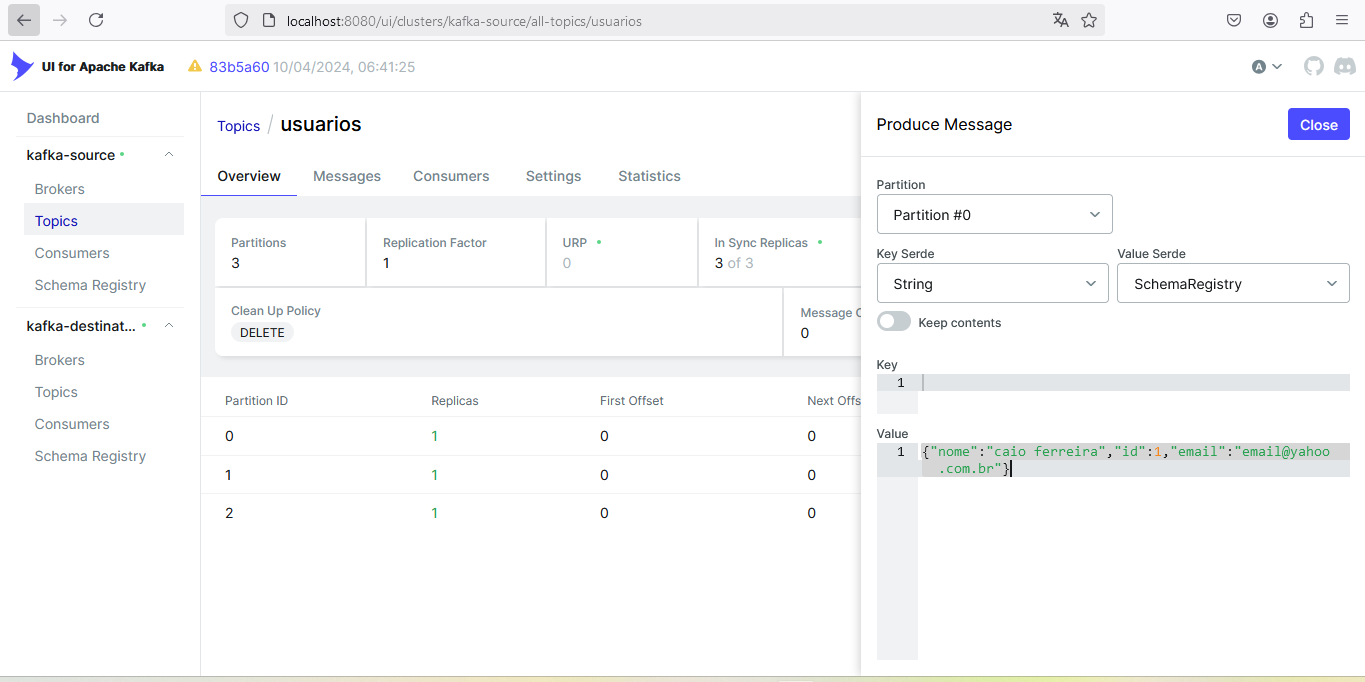 localhost:8080/ui/clusters/kafka-source/all-topics/usuarios
UI for Apache Kafka
83b5a60 10/04/2024, 06:41:25
A
Dashboard
kafka-source
Brokers
Topics
Consumers
Schema Registry
kafka-destinat...
Brokers
Topics
Consumers
Schema Registry
Topics / usuarios
Overview Messages Consumers Settings Statistics
Partitions Replication Factor URP In Sync Replicas
3 1 0 3 of 3
Clean Up Policy Message
DELETE 0
Partition ID Replicas First Offset Next Offs
0 1 0 0
1 1 0 0
2 1 0 0
Produce Message
Close
Partition
Partition #0
Key Serde Value Serde
String SchemaRegistry
Keep contents
Key
1
Value
1 {"nome":"caio ferreira","id":1,"email":"email@yahoo
.com.br"}